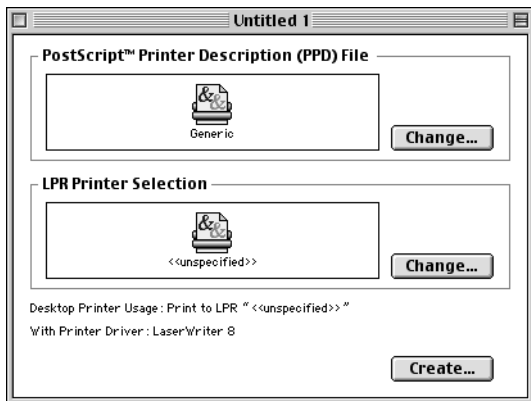 Untitled 1
PostScript™ Printer Description (PPD) File
Generic
Change...
LPR Printer Selection
<<unspecified>>
Change...
Desktop Printer Usage: Print to LPR “<<unspecified>>”
With Printer Driver: LaserWriter 8
Create...